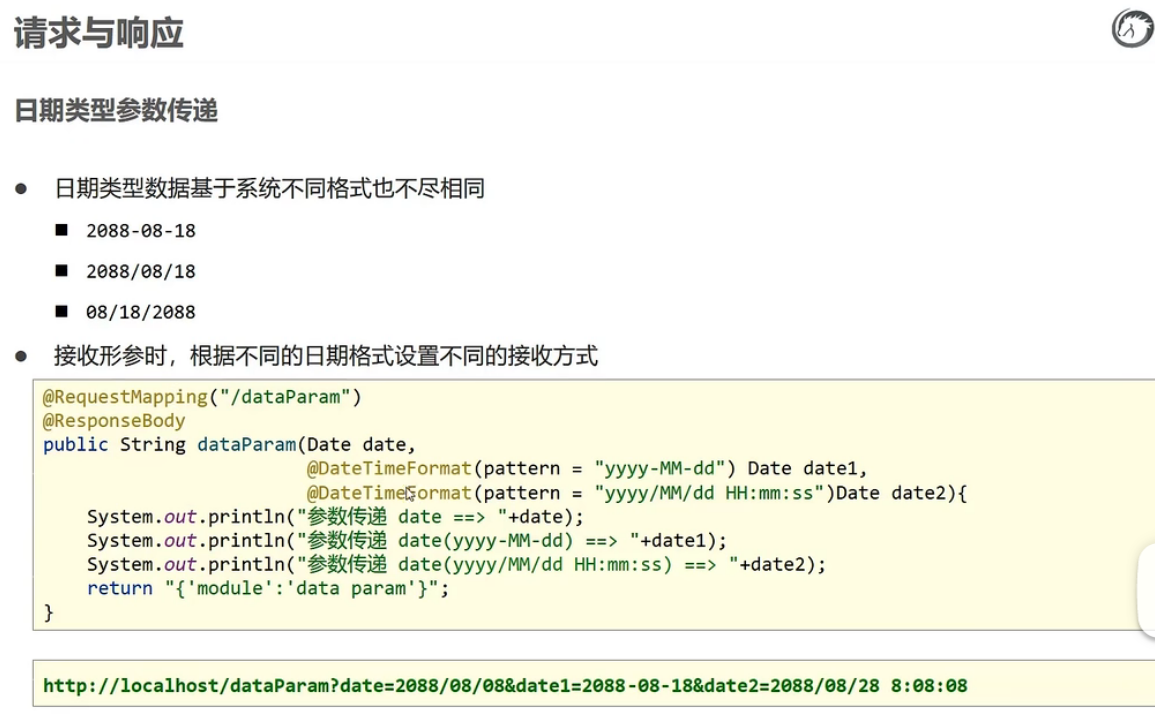 请求与响应
日期类型参数传递
● 日期类型数据基于系统不同格式也不尽相同
■ 2088-08-18
■ 2088/08/18
■ 08/18/2088
● 接收形参时，根据不同的日期格式设置不同的接收方式
@RequestMapping("/dataParam")
@ResponseBody
public String dataParam(Date date,
@DateTimeFormat(pattern = "yyyy-MM-dd") Date date1,
@DateTimeFormat(pattern = "yyyy/MM/dd HH:mm:ss")Date date2){
System.out.println("参数传递 date ==> "+date);
System.out.println("参数传递 date(yyyy-MM-dd) ==> "+date1);
System.out.println("参数传递 date(yyyy/MM/dd HH:mm:ss) ==> "+date2);
return "{'module':'data param'}";
}
http://localhost/dataParam?date=2088/08/08&date1=2088-08-18&date2=2088/08/28 8:08:08